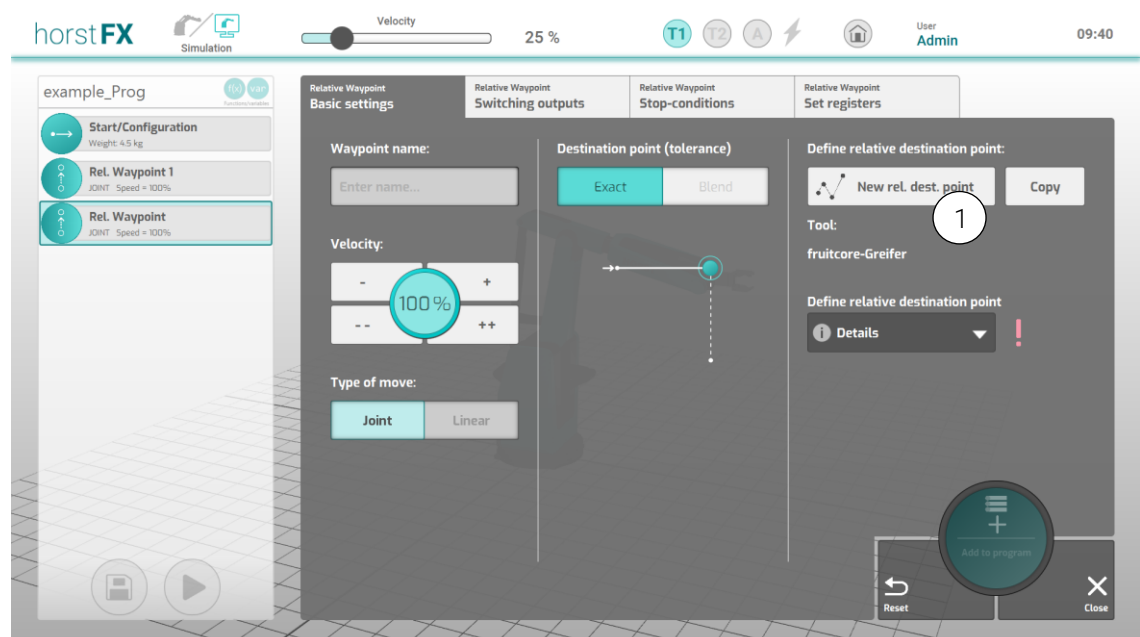 horstFX
Simulation
Velocity
25 %
T1
T2
A
User
Admin
09:40
example_Prog
f(x) var
Functions/variables
Start/Configuration
Weight: 4.5 kg
Rel. Waypoint 1
JOINT Speed = 100%
Rel. Waypoint
JOINT Speed = 100%
Relative Waypoint
Basic settings
Relative Waypoint
Switching outputs
Relative Waypoint
Stop-conditions
Relative Waypoint
Set registers
Waypoint name:
Enter name...
Velocity:
- +
100 %
-- ++
Type of move:
Joint Linear
Destination point (tolerance)
Exact Blend
Define relative destination point:
New rel. dest. point Copy
1
Tool:
fruitcore-Greifer
Define relative destination point
i Details !
+
Add to program
Reset
Close